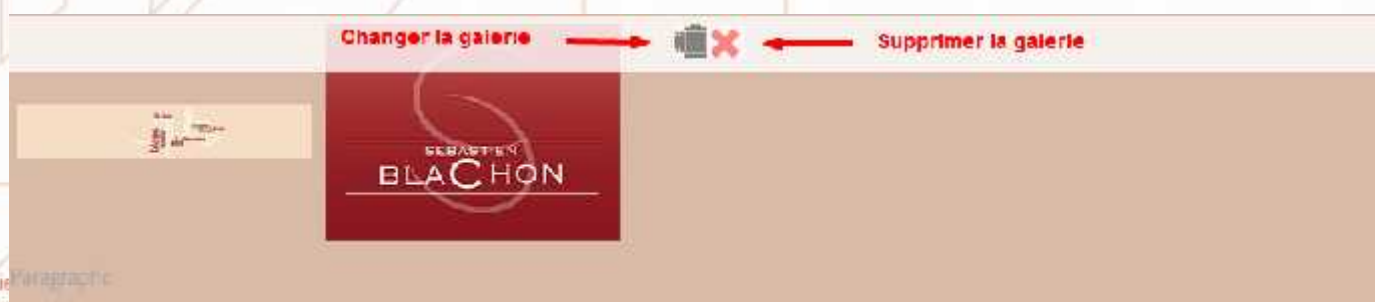 Changer la galerie
Supprimer la galerie
SEBASTIEN
BLACHON
Paragraphe